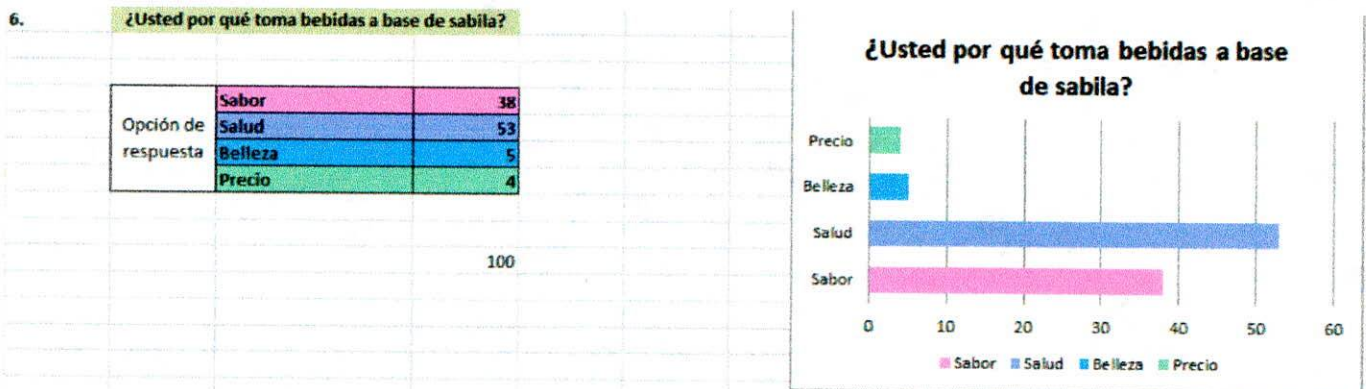 6. ¿Usted por qué toma bebidas a base de sabila?
Sabor 38
Opción de Salud 53
respuesta Belleza 5
Precio 4
100
¿Usted por qué toma bebidas a base
de sabila?
Precio
Belleza
Salud
Sabor
0 10 20 30 40 50 60
Sabor Salud Belleza Precio